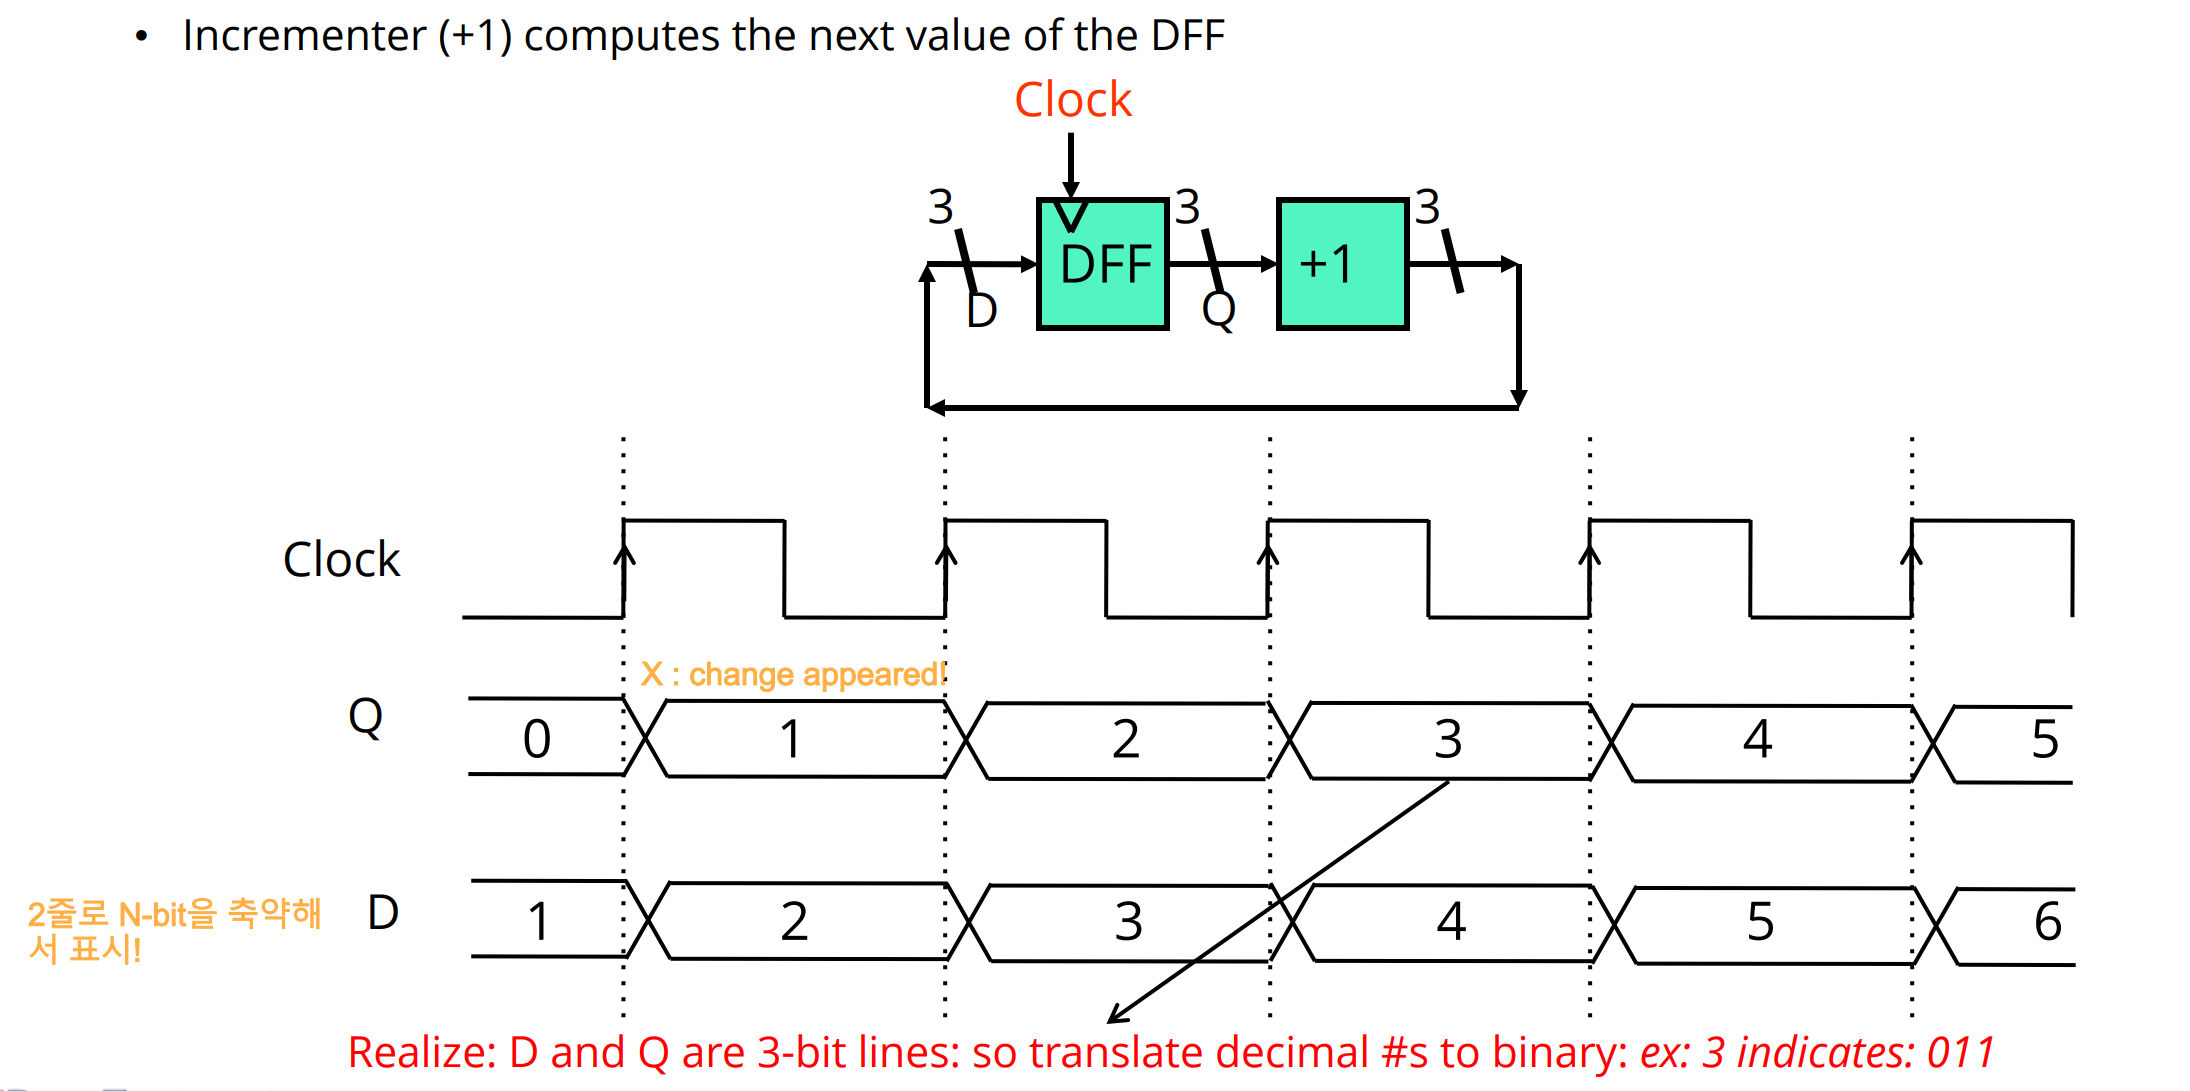 • Incrementer (+1) computes the next value of the DFF
Clock
3 3 3
DFF +1
D Q
Clock
X : change appeared!
Q 0 1 2 3 4 5
2줄로 N-bit을 축약해
서 표시!
D 1 2 3 4 5 6
Realize: D and Q are 3-bit lines: so translate decimal #s to binary: ex: 3 indicates: 011